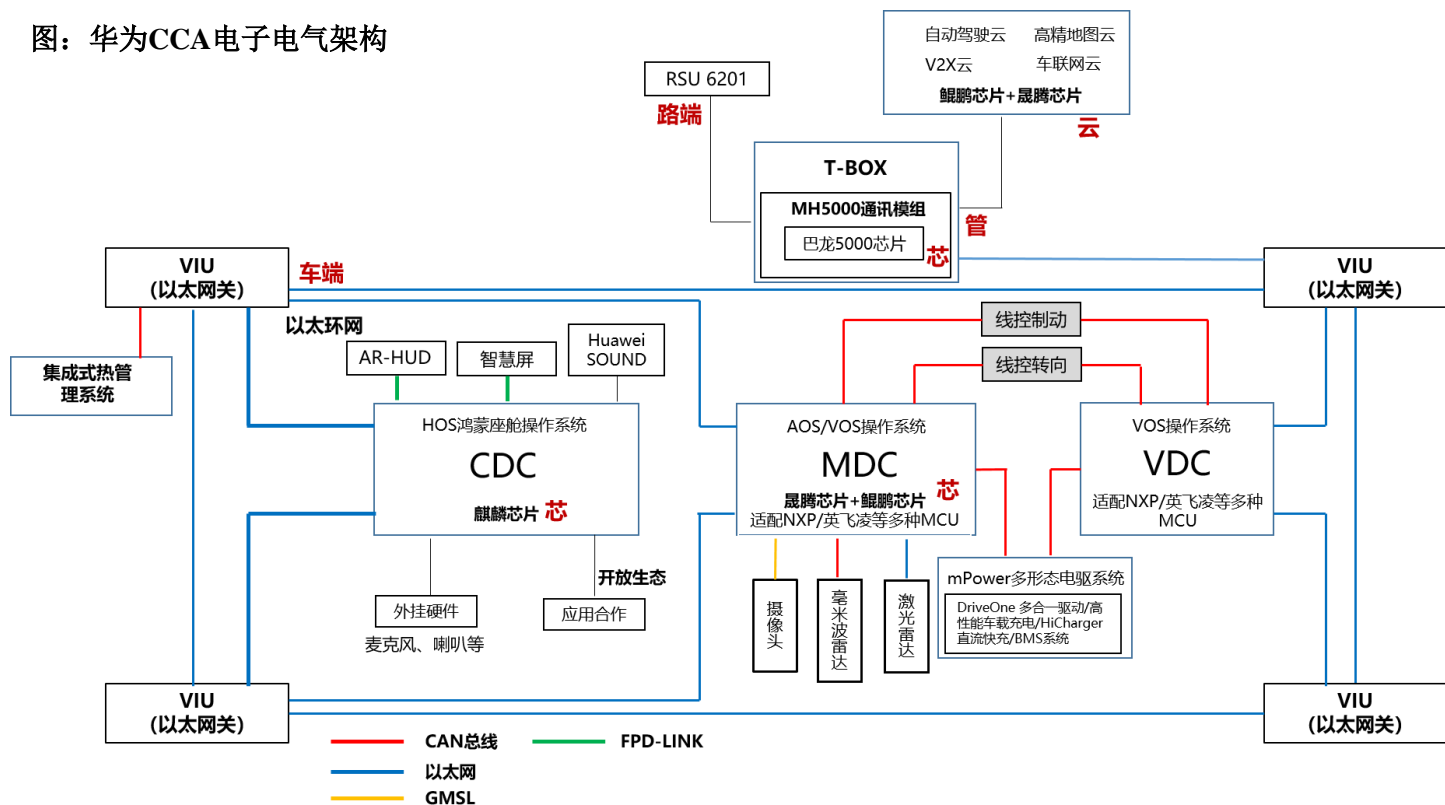 图：华为CCA电子电气架构
自动驾驶云 高精地图云
V2X云 车联网云
鲲鹏芯片+晟腾芯片
云
RSU 6201
路端
T-BOX
MH5000通讯模组
巴龙5000芯片
芯
管
VIU
（以太网关）
车端
VIU
（以太网关）
以太环网
集成式热管
理系统
AR-HUD
智慧屏
Huawei
SOUND
线控制动
线控转向
HOS鸿蒙座舱操作系统
CDC
麒麟芯片 芯
AOS/VOS操作系统
MDC
晟腾芯片+鲲鹏芯片
芯
适配NXP/英飞凌等多种MCU
VOS操作系统
VDC
适配NXP/英飞凌等多种
MCU
开放生态
外挂硬件
麦克风、喇叭等
应用合作
摄像头
毫米波雷达
激光雷达
mPower多形态电驱系统
DriveOne 多合一驱动/高
性能车载充电/HiCharger
直流快充/BMS系统
VIU
（以太网关）
VIU
（以太网关）
CAN总线
FPD-LINK
以太网
GMSL